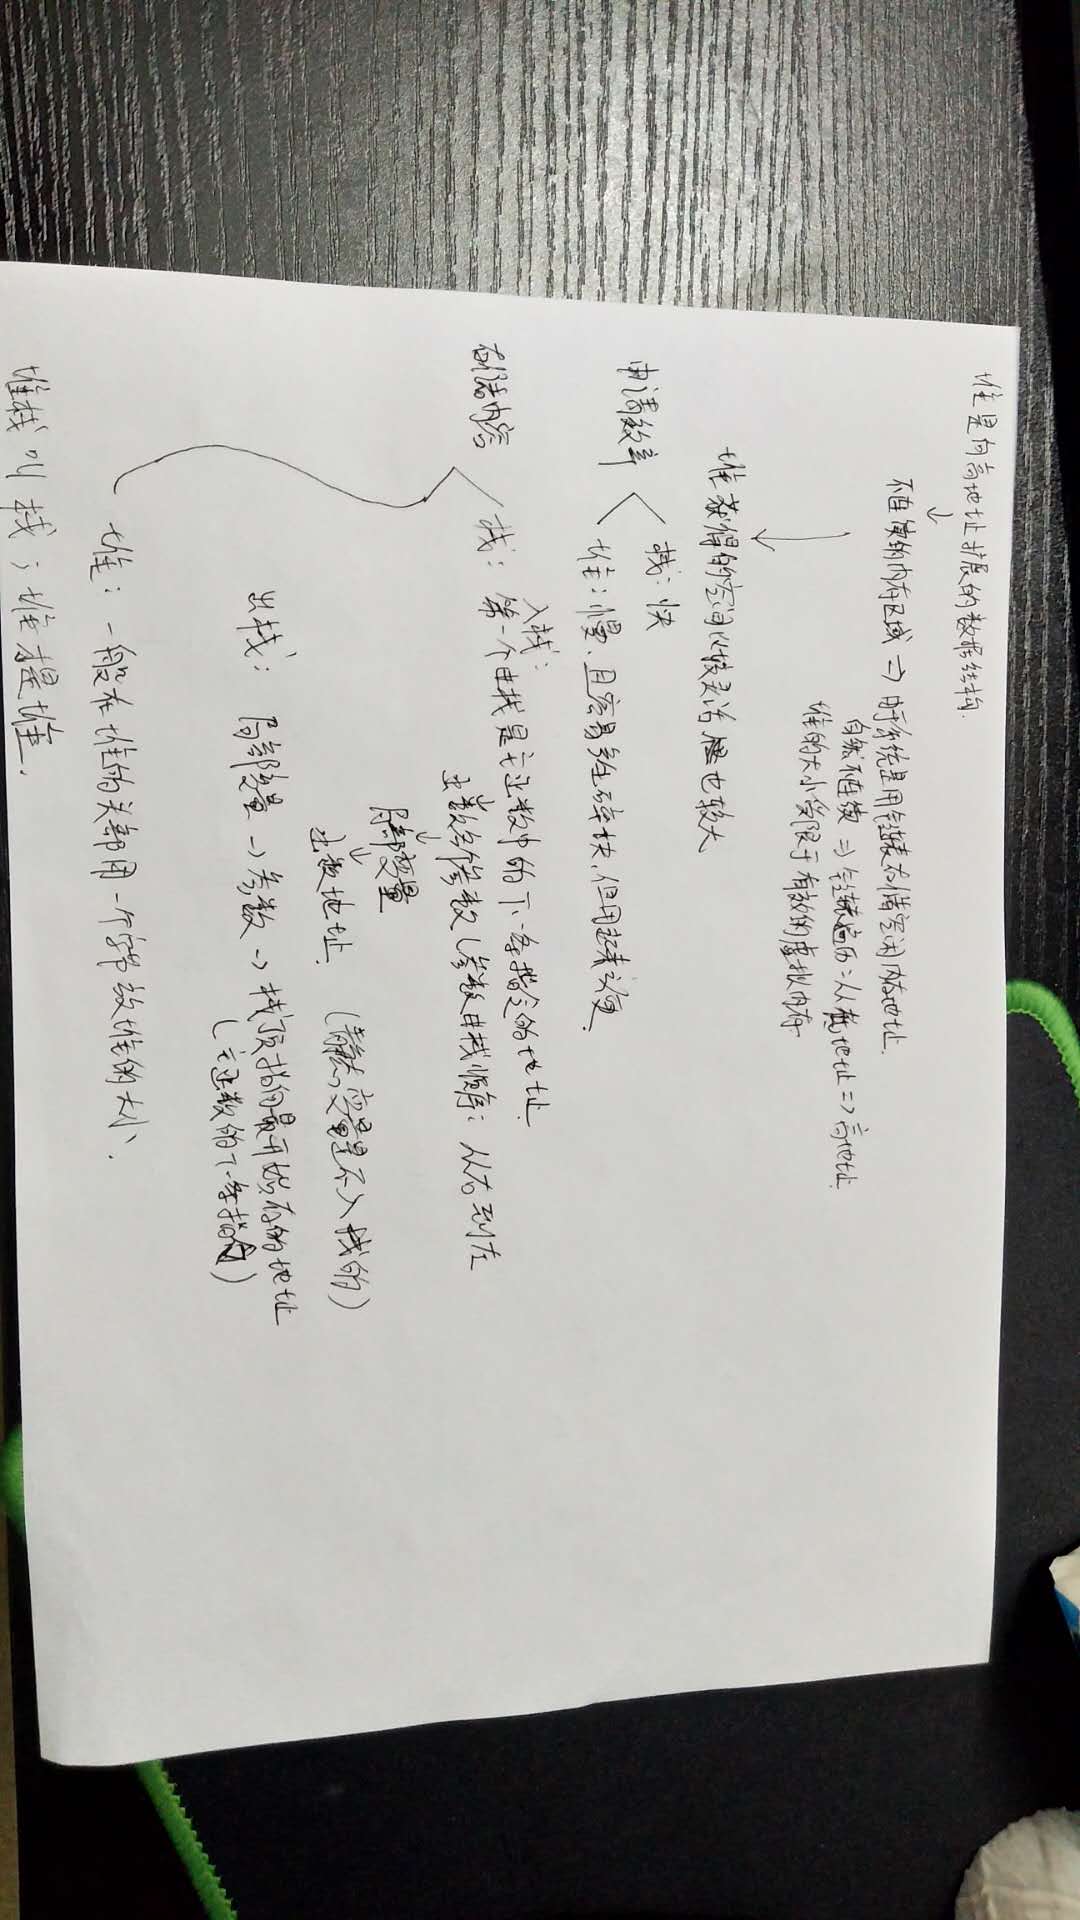 堆是向高地址扩展的数据结构.
↓
不连续的内存区域 => 由于系统是用链表存储空闲内存地址.
自然不连续 => 链表遍历:从低地址 => 高地址.
堆的大小受限于有效的虚拟内存
堆获得的空间比较灵活,也较大
申请效率
栈: 快
堆: 慢、且容易产生碎块,但用起来方便.
存储内容
入栈:
栈: 第一个进栈是主函数中的下一条指令的地址
↓
函数各个参数(参数进栈顺序: 从右到左
↓
局部变量
↓
函数地址. (静态变量是不入栈的)
出栈: 局部变量 → 参数 → 栈顶指向最开始存的地址
(主函数的下一条指令)
堆: 一般在堆的头部用一个字节放堆的大小.
堆栈叫栈; 堆才是堆.